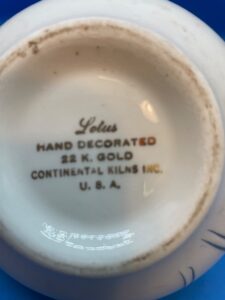 Lotus
HAND DECORATED
22 K. GOLD
CONTINENTAL KILNS INC.
U. S. A.